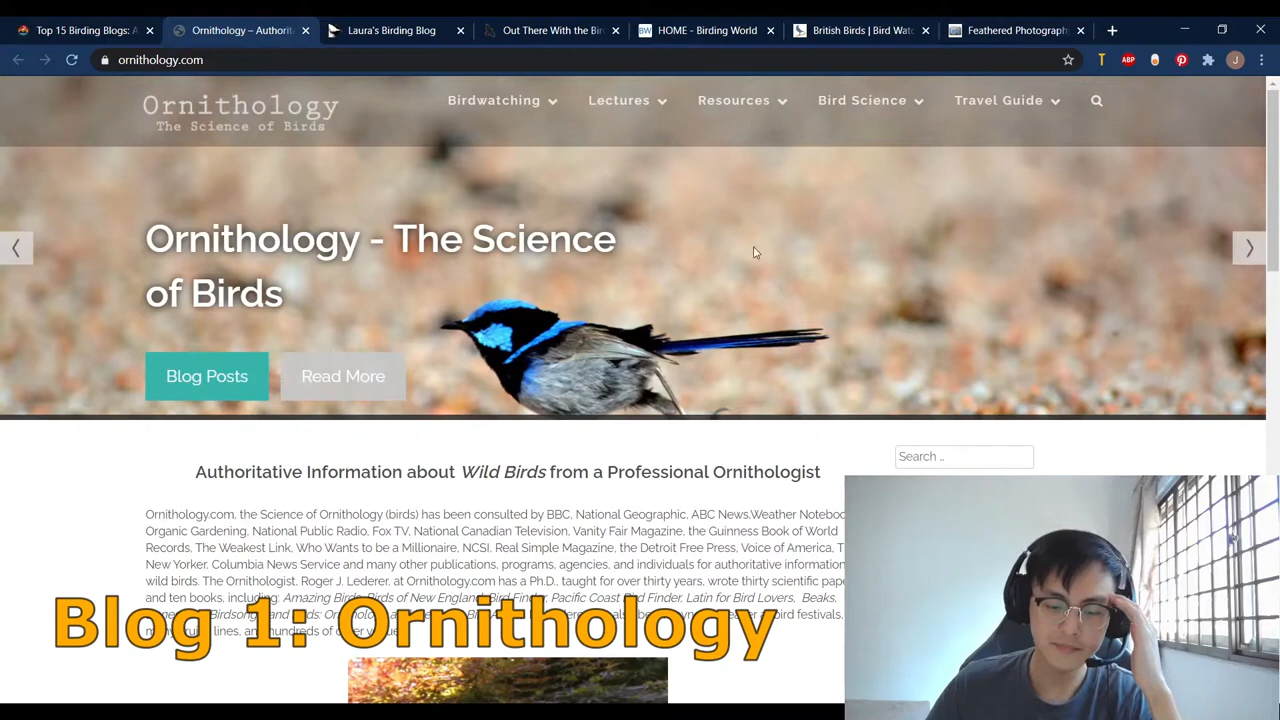 Top 15 Birding Blogs: A
Ornithology – Authorit
Laura's Birding Blog
Out There With the Bir
HOME - Birding World
British Birds | Bird Wat
Feathered Photograph
ornithology.com
Ornithology
The Science of Birds
Birdwatching
Lectures
Resources
Bird Science
Travel Guide
Ornithology - The Science
of Birds
Blog Posts
Read More
Authoritative Information about Wild Birds from a Professional Ornithologist
Search …
Ornithology.com, the Science of Ornithology (birds) has been consulted by BBC, National Geographic, ABC News,Weather Noteboo
Organic Gardening, National Public Radio, Fox TV, National Canadian Television, Vanity Fair Magazine, the Guinness Book of World
Records, The Weakest Link, Who Wants to be a Millionaire, NCSI, Real Simple Magazine, the Detroit Free Press, Voice of America, T
New Yorker, Columbia News Service and many other publications, programs, agencies, and individuals for authoritative information
wild birds. The Ornithologist, Roger J. Lederer, at Ornithology.com has a Ph.D., taught for over thirty years, wrote thirty scientific pape
and ten books, including: Amazing Birds, Birds of New England, Bird Finder, Pacific Coast Bird Finder, Latin for Bird Lovers, Beaks,
Blog 1: Ornithology